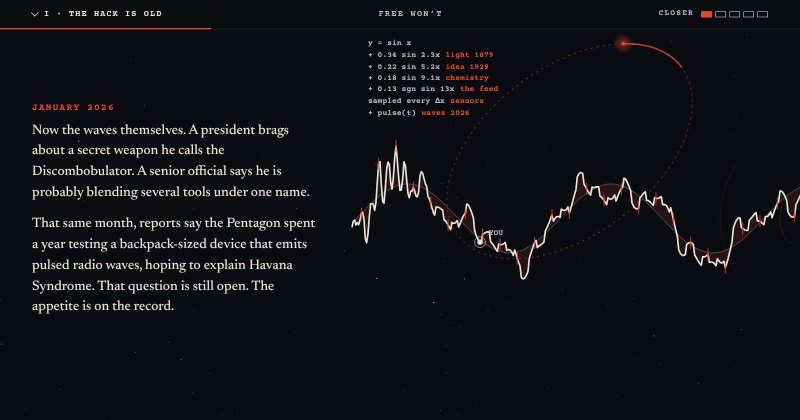 I · THE HACK IS OLD
FREE WON'T
CLOSER
y = sin x
+ 0.34 sin 2.3x light 1879
+ 0.22 sin 5.2x idea 1929
+ 0.18 sin 9.1x chemistry
+ 0.13 sgn sin 13x the feed
sampled every Δx sensors
+ pulse(t) waves 2026
JANUARY 2026
Now the waves themselves. A president brags
about a secret weapon he calls the
Discombobulator. A senior official says he is
probably blending several tools under one name.
That same month, reports say the Pentagon spent
a year testing a backpack-sized device that emits
pulsed radio waves, hoping to explain Havana
Syndrome. That question is still open. The
appetite is on the record.
YOU